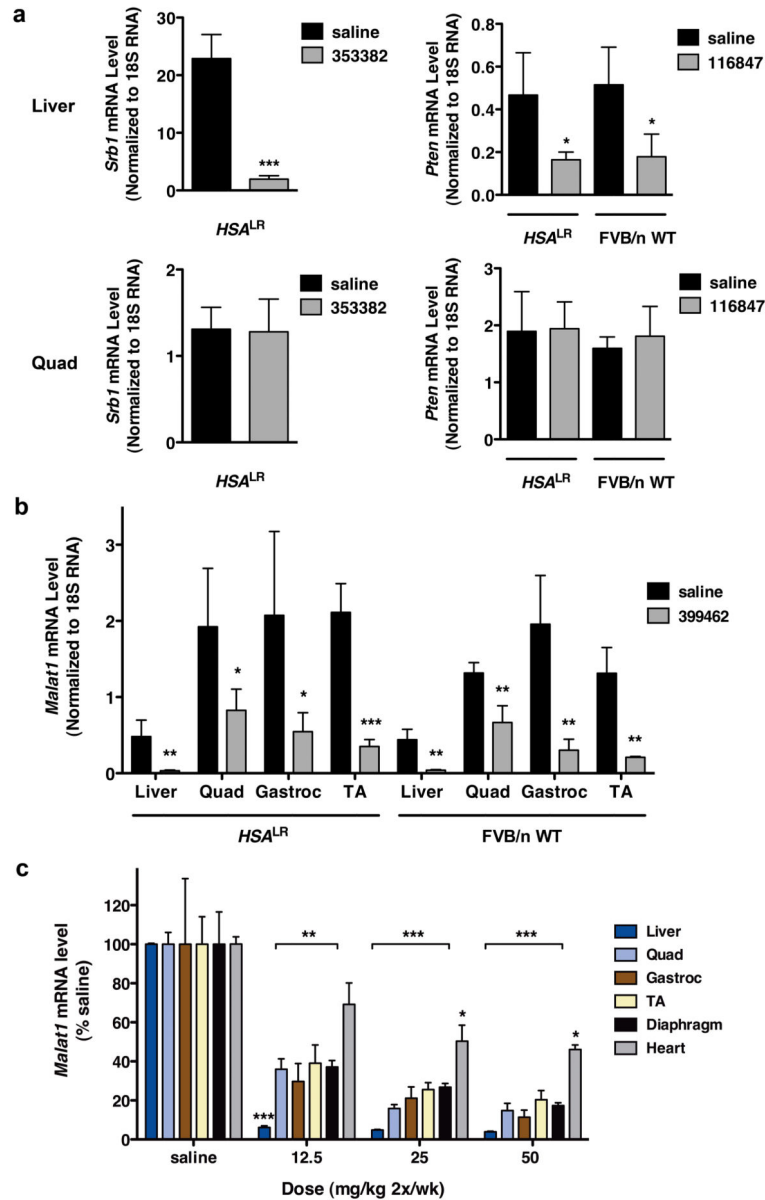 a
Liver
Srb1 mRNA Level
(Normalized to 18S RNA)
30
20
10
0
saline
353382
***
HSALR
Pten mRNA Level
(Normalized to 18S RNA)
0.8
0.6
0.4
0.2
0.0
saline
116847
* *
HSALR FVB/n WT
Quad
Srb1 mRNA Level
(Normalized to 18S RNA)
2
1
0
saline
353382
HSALR
Pten mRNA Level
(Normalized to 18S RNA)
3
2
1
0
saline
116847
HSALR FVB/n WT
b
Malat1 mRNA Level
(Normalized to 18S RNA)
3
2
1
0
saline
399462
** * * *** ** ** ** **
Liver Quad Gastroc TA Liver Quad Gastroc TA
HSALR FVB/n WT
c
Malat1 mRNA level
(% saline)
120
100
80
60
40
20
0
** *** ***
*** * *
Liver
Quad
Gastroc
TA
Diaphragm
Heart
saline 12.5 25 50
Dose (mg/kg 2x/wk)